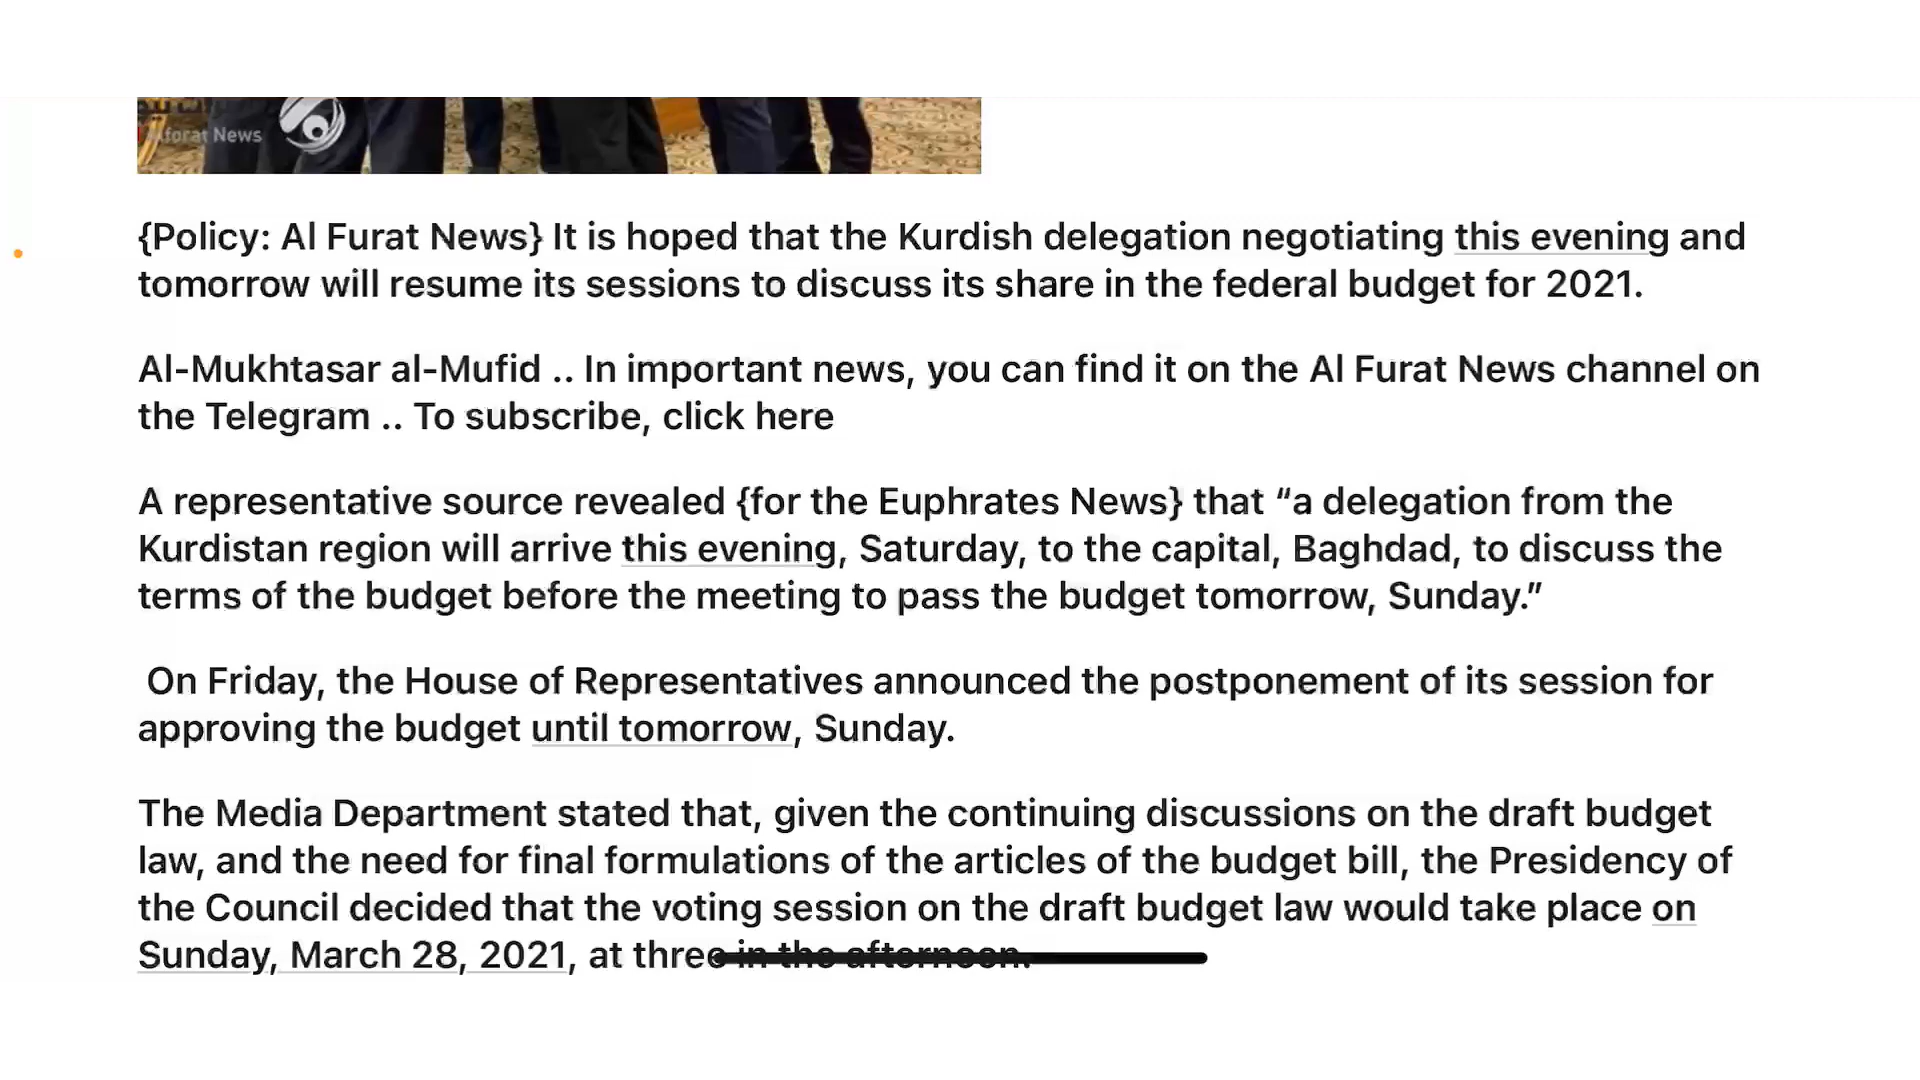 forat News
{Policy: Al Furat News} It is hoped that the Kurdish delegation negotiating this evening and
tomorrow will resume its sessions to discuss its share in the federal budget for 2021.
Al-Mukhtasar al-Mufid .. In important news, you can find it on the Al Furat News channel on
the Telegram .. To subscribe, click here
A representative source revealed {for the Euphrates News} that “a delegation from the
Kurdistan region will arrive this evening, Saturday, to the capital, Baghdad, to discuss the
terms of the budget before the meeting to pass the budget tomorrow, Sunday.”
On Friday, the House of Representatives announced the postponement of its session for
approving the budget until tomorrow, Sunday.
The Media Department stated that, given the continuing discussions on the draft budget
law, and the need for final formulations of the articles of the budget bill, the Presidency of
the Council decided that the voting session on the draft budget law would take place on
Sunday, March 28, 2021, at three in the afternoon.